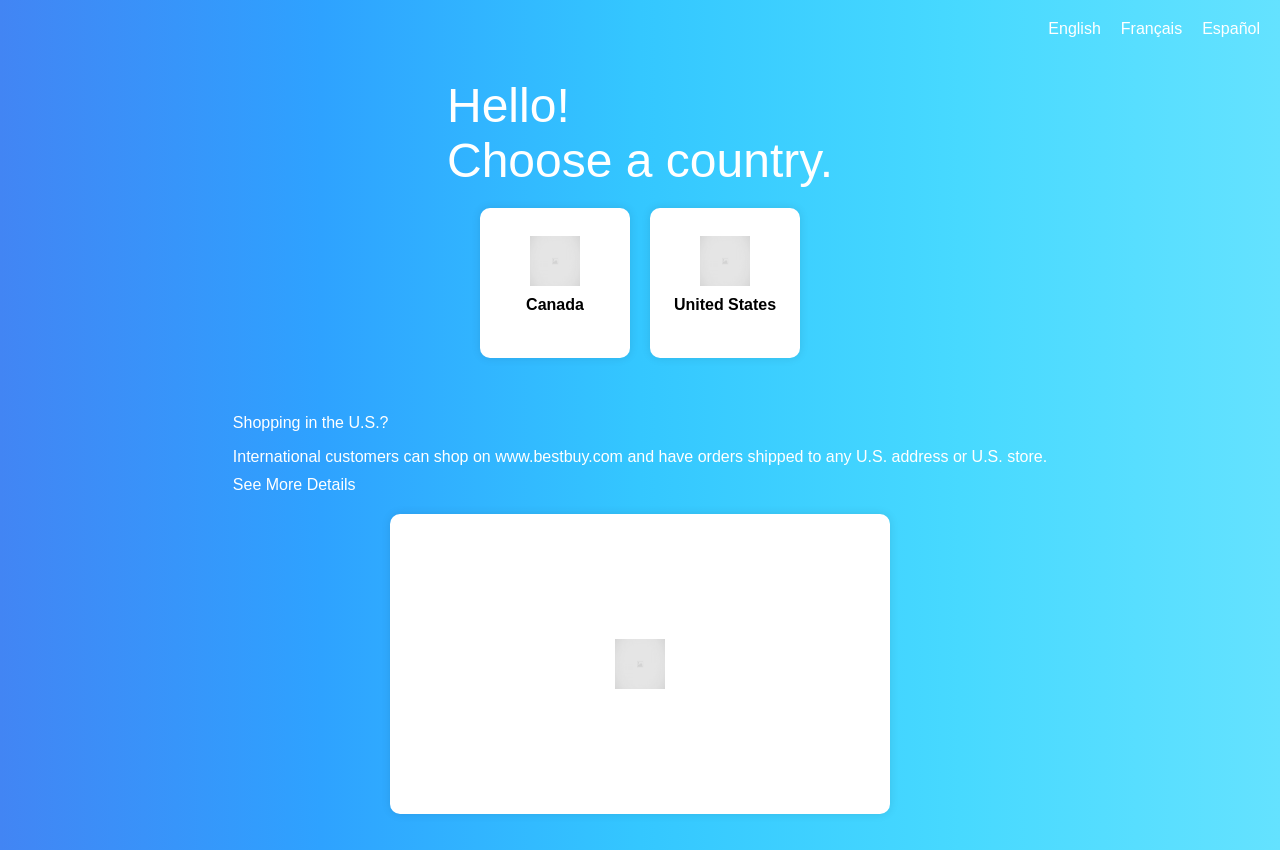 English Français Español
Hello!
Choose a country.
Canada United States
Shopping in the U.S.?
International customers can shop on www.bestbuy.com and have orders shipped to any U.S. address or U.S. store.
See More Details